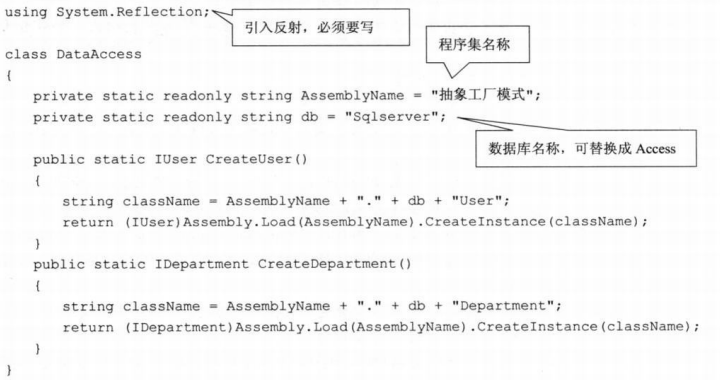 using System.Reflection;
引入反射，必须要写
程序集名称
class DataAccess
{
private static readonly string AssemblyName = "抽象工厂模式";
private static readonly string db = "Sqlserver";
数据库名称，可替换成 Access
public static IUser CreateUser()
{
string className = AssemblyName + "." + db + "User";
return (IUser)Assembly.Load(AssemblyName).CreateInstance(className);
}
public static IDepartment CreateDepartment()
{
string className = AssemblyName + "." + db + "Department";
return (IDepartment)Assembly.Load(AssemblyName).CreateInstance(className);
}
}